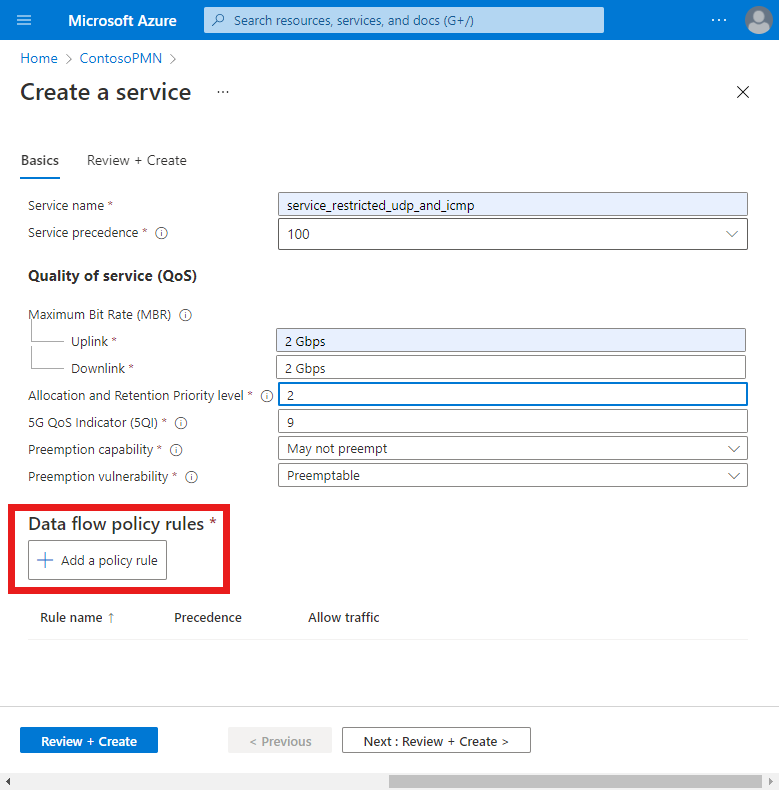 Microsoft Azure
Search resources, services, and docs (G+/)
Home > ContosoPMN >
Create a service ...
Basics
Review + Create
Service name *
service_restricted_udp_and_icmp
Service precedence *
100
Quality of service (QoS)
Maximum Bit Rate (MBR)
Uplink *
2 Gbps
Downlink *
2 Gbps
Allocation and Retention Priority level *
2
5G QoS Indicator (5QI) *
9
Preemption capability *
May not preempt
Preemption vulnerability *
Preemptable
Data flow policy rules *
+ Add a policy rule
Rule name ↑
Precedence
Allow traffic
Review + Create
< Previous
Next : Review + Create >